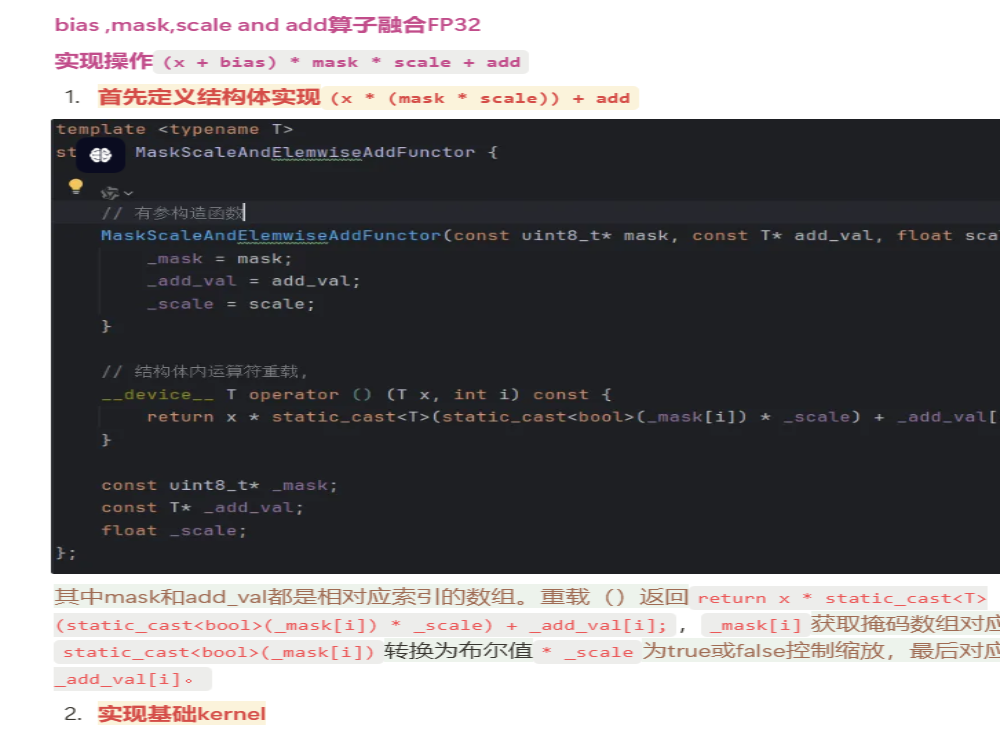 bias ,mask,scale and add算子融合FP32
实现操作 (x + bias) * mask * scale + add
1. 首先定义结构体实现 (x * (mask * scale)) + add
template <typename T>
st MaskScaleAndElemwiseAddFunctor {
// 有参构造函数
MaskScaleAndElemwiseAddFunctor(const uint8_t* mask, const T* add_val, float sca
_mask = mask;
_add_val = add_val;
_scale = scale;
}
// 结构体内运算符重载,
__device__ T operator () (T x, int i) const {
return x * static_cast<T>(static_cast<bool>(_mask[i]) * _scale) + _add_val[
}
const uint8_t* _mask;
const T* _add_val;
float _scale;
};
其中mask和add_val都是相对应索引的数组。重载（）返回 return x * static_cast<T>
(static_cast<bool>(_mask[i]) * _scale) + _add_val[i]; , _mask[i] 获取掩码数组对应
static_cast<bool>(_mask[i]) 转换为布尔值 * _scale 为true或false控制缩放，最后对应
_add_val[i]。
2. 实现基础kernel